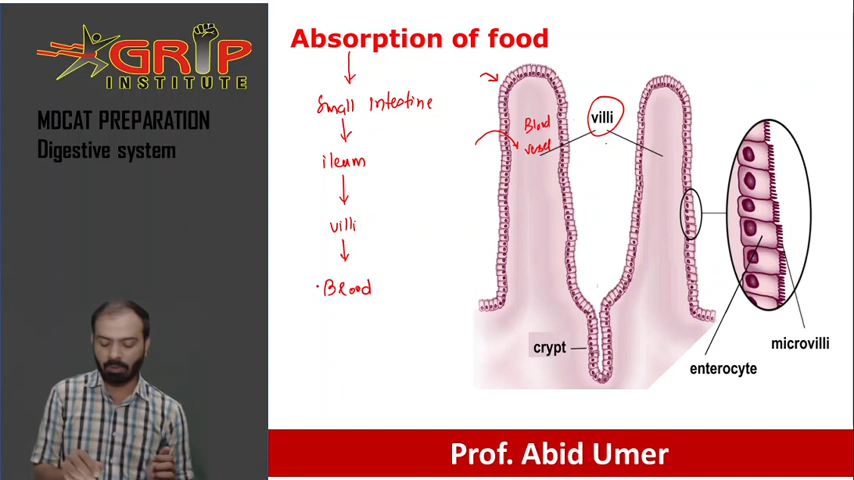 GRIP
INSTITUTE
MDCAT PREPARATION
Digestive system
Absorption of food
Small Intestine
ileum
villi
Blood
Blood
vessel
villi
crypt
microvilli
enterocyte
Prof. Abid Umer